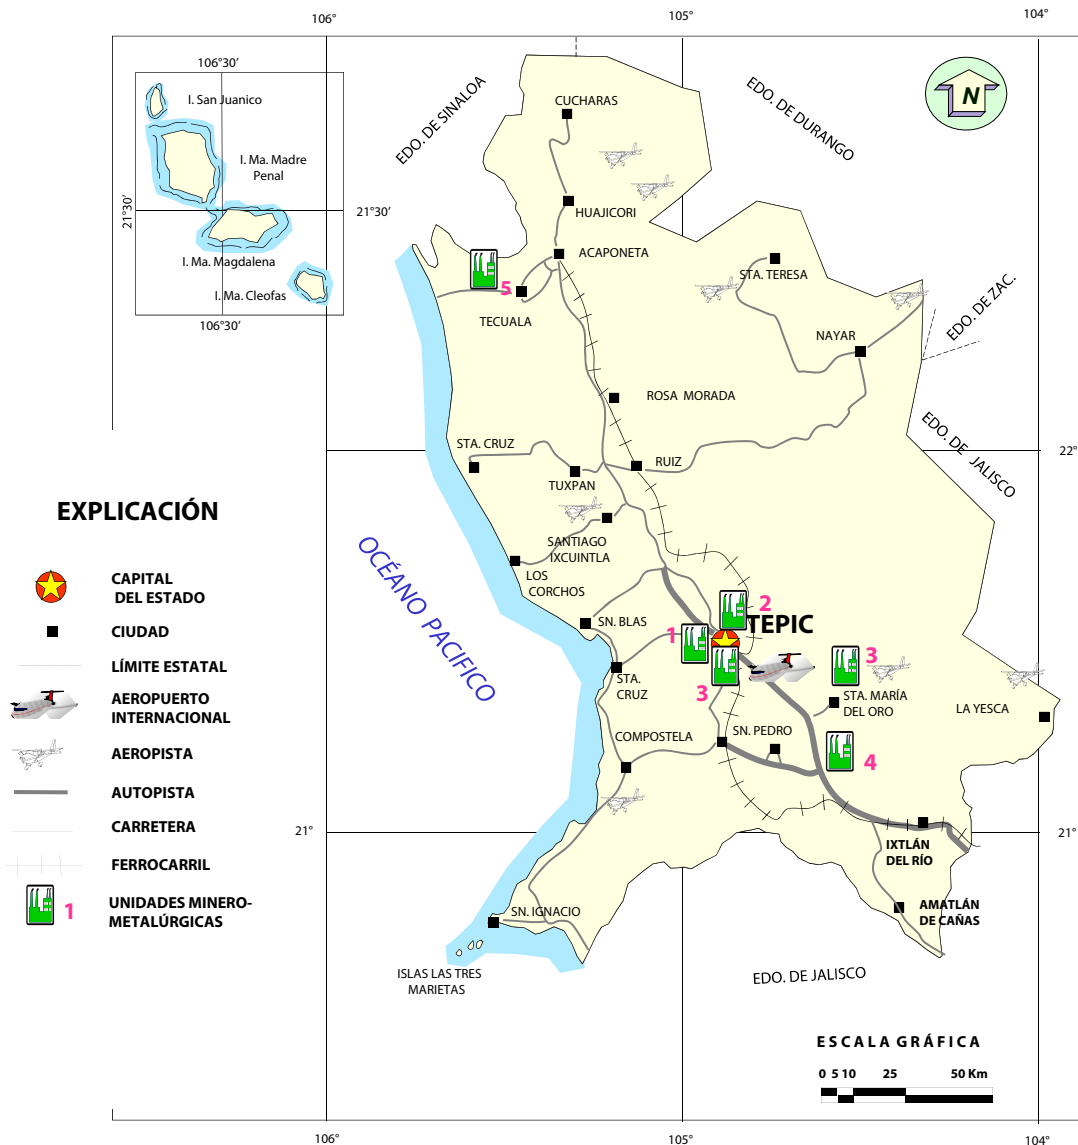 106°
105°
104°
106°30’
I. San Juanico
I. Ma. Madre
Penal
21°30’
21°30’
I. Ma. Magdalena
I. Ma. Cleofas
106°30’
EDO. DE SINALOA
EDO. DE DURANGO
N
CUCHARAS
HUAJICORI
ACAPONETA
STA. TERESA
5
TECUALA
NAYAR
EDO. DE ZAC.
ROSA MORADA
EDO. DE JALISCO
STA. CRUZ
RUIZ
22°
TUXPAN
SANTIAGO
IXCUINTLA
LOS
CORCHOS
OCÉANO PACIFICO
SN. BLAS
2
TEPIC
1
3
3
STA.
CRUZ
STA. MARÍA
DEL ORO
LA YESCA
COMPOSTELA
SN. PEDRO
4
21°
21°
IXTLÁN
DEL RÍO
AMATLÁN
DE CAÑAS
SN. IGNACIO
ISLAS LAS TRES
MARIETAS
EDO. DE JALISCO
EXPLICACIÓN
CAPITAL
DEL ESTADO
CIUDAD
LÍMITE ESTATAL
AEROPUERTO
INTERNACIONAL
AEROPISTA
AUTOPISTA
CARRETERA
FERROCARRIL
1
UNIDADES MINERO-
METALÚRGICAS
ESCALA GRÁFICA
0 5 10 25 50 Km
106°
105°
104°